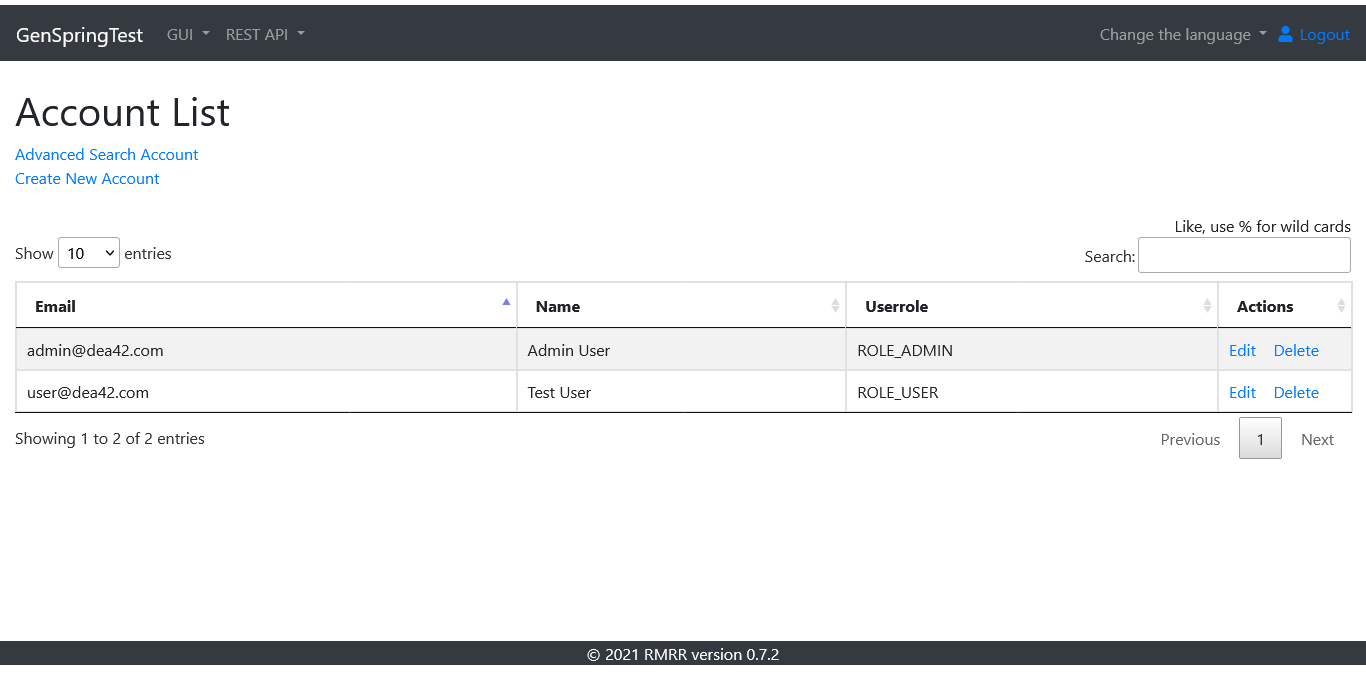 GenSpringTest GUI REST API Change the language Logout
Account List
Advanced Search Account
Create New Account
Like, use % for wild cards
Show 10 entries Search:
Email Name Userrole Actions
admin@dea42.com Admin User ROLE_ADMIN Edit Delete
user@dea42.com Test User ROLE_USER Edit Delete
Showing 1 to 2 of 2 entries Previous 1 Next
© 2021 RMRR version 0.7.2